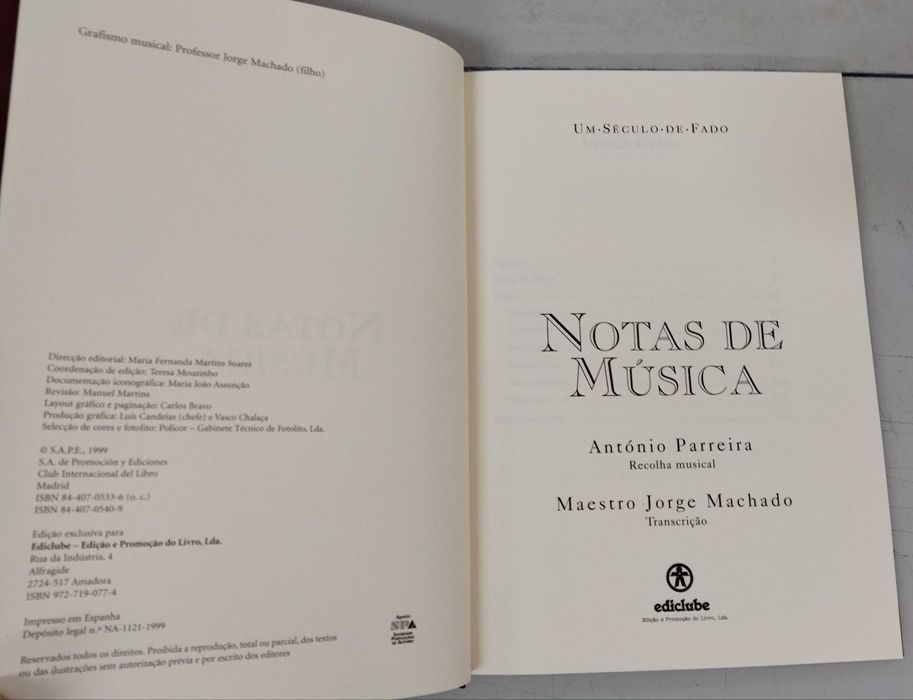 Grafismo musical: Professor Jorge Machado (filho)
Direcção editorial: Maria Fernanda Martins Soares
Coordenação de edição: Teresa Mouzinho
Documentação iconográfica: Maria João Assunção
Revisão: Manuel Martins
Layout gráfico e paginação: Carlos Bravo
Produção gráfica: Luís Candeias (chefe) e Vasco Chalaça
Selecção de cores e fotolito: Policor – Gabinete Técnico de Fotolito, Lda.
© S.A.P.E., 1999
S.A. de Promoción y Ediciones
Club Internacional del Libro
Madrid
ISBN 84-407-0533-6 (o. c.)
ISBN 84-407-0540-9
Edição exclusiva para
Ediclube – Edição e Promoção do Livro, Lda.
Rua da Indústria, 4
Alfragide
2724-517 Amadora
ISBN 972-719-077-4
Impresso em Espanha
Depósito legal n.º NA-1121-1999
Apoio:
SPA
SOCIEDADE
PORTUGUESA
DE AUTORES
Reservados todos os direitos. Proibida a reprodução, total ou parcial, dos textos
ou das ilustrações sem autorização prévia e por escrito dos editores
UM·SÉCULO·DE·FADO
NOTAS DE
MÚSICA
António Parreira
Recolha musical
Maestro Jorge Machado
Transcrição
ediclube
Edição e Promoção do Livro, Lda.